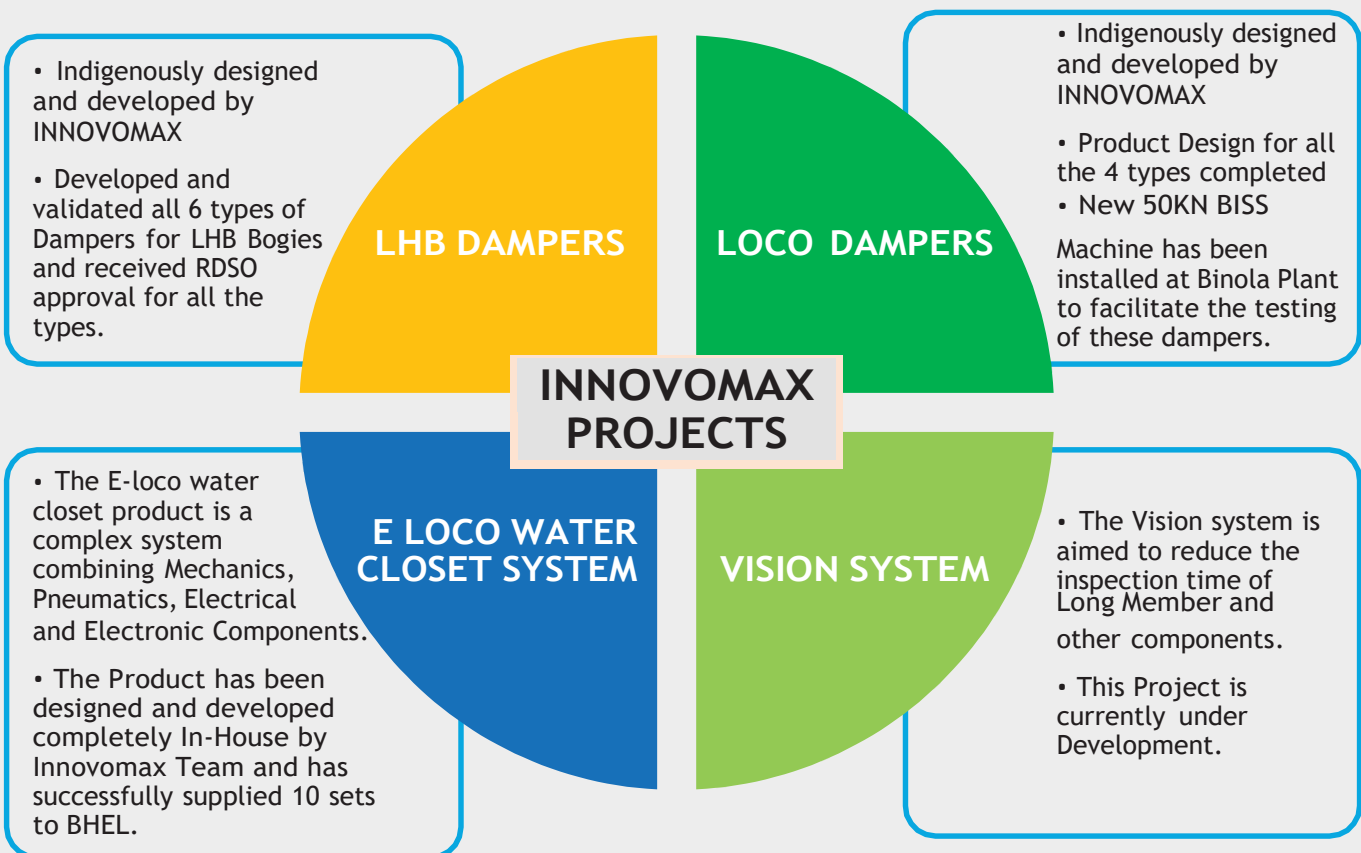 • Indigenously designed
and developed by
INNOVOMAX
• Developed and
validated all 6 types of
Dampers for LHB Bogies
and received RDSO
approval for all the
types.
LHB DAMPERS
LOCO DAMPERS
• Indigenously designed
and developed by
INNOVOMAX
• Product Design for all
the 4 types completed
• New 50KN BISS
Machine has been
installed at Binola Plant
to facilitate the testing
of these dampers.
INNOVOMAX
PROJECTS
• The E-loco water
closet product is a
complex system
combining Mechanics,
Pneumatics, Electrical
and Electronic Components.
• The Product has been
designed and developed
completely In-House by
Innovomax Team and has
successfully supplied 10 sets
to BHEL.
E LOCO WATER
CLOSET SYSTEM
VISION SYSTEM
• The Vision system is
aimed to reduce the
inspection time of
Long Member and
other components.
• This Project is
currently under
Development.